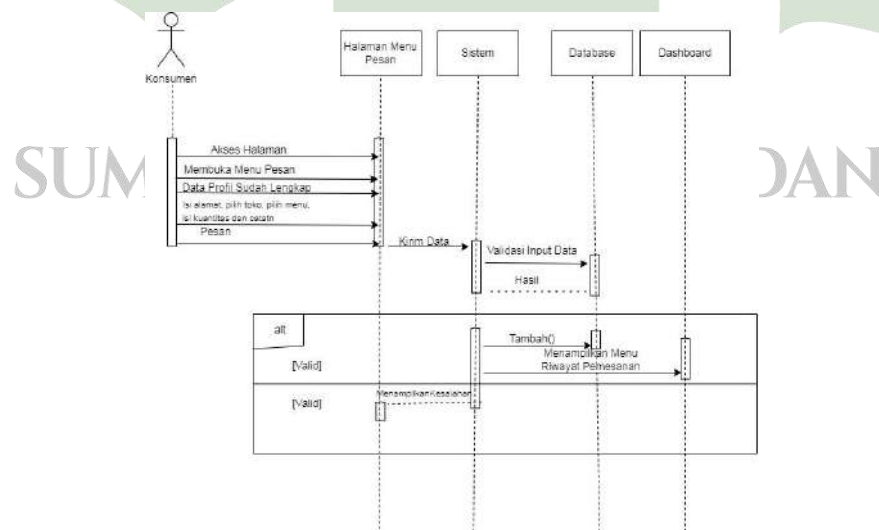 Konsumen
Halaman Menu
Pesan
Sistem
Database
Dashboard
SUM
DAN
Akses Halaman
Membuka Menu Pesan
Data Profil Sudah Lengkap
Isi alamat, pilih toko, pilih menu,
isi kuantitas dan catatn
Pesan
Kirim Data
Validasi Input Data
Hasil
alt
Tambah()
Menampilkan Menu
Riwayat Pemesanan
[Valid]
Menampilkan Kesalahan
[Valid]